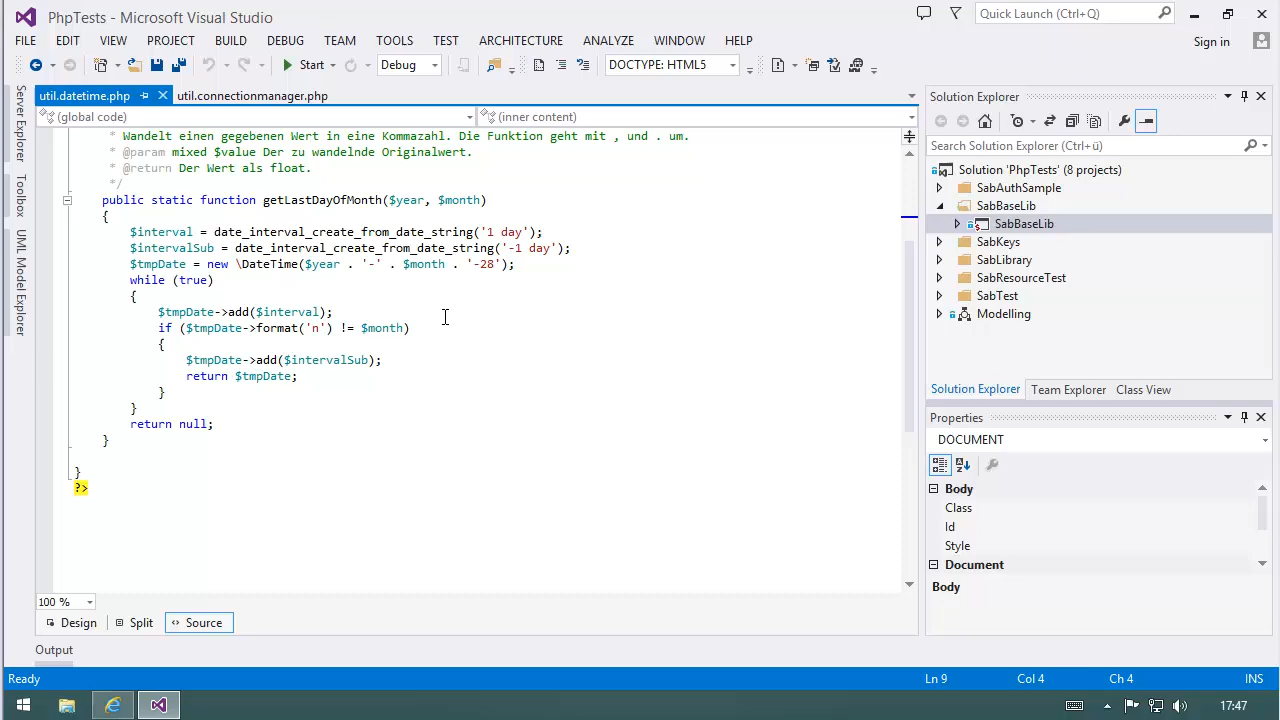 PhpTests - Microsoft Visual Studio
Quick Launch (Ctrl+Q)
FILE EDIT VIEW PROJECT BUILD DEBUG TEAM TOOLS TEST ARCHITECTURE ANALYZE WINDOW HELP
Sign in
Start Debug DOCTYPE: HTML5
Server Explorer
Toolbox
UML Model Explorer
util.datetime.php util.connectionmanager.php
(global code) (inner content)
* Wandelt einen gegebenen Wert in eine Kommazahl. Die Funktion geht mit , und . um.
* @param mixed $value Der zu wandelnde Originalwert.
* @return Der Wert als float.
*/
public static function getLastDayOfMonth($year, $month)
{
$interval = date_interval_create_from_date_string('1 day');
$intervalSub = date_interval_create_from_date_string('-1 day');
$tmpDate = new \DateTime($year . '-' . $month . '-28');
while (true)
{
$tmpDate->add($interval);
if ($tmpDate->format('n') != $month)
{
$tmpDate->add($intervalSub);
return $tmpDate;
}
}
return null;
}
}
?>
100 %
Design Split Source
Output
Solution Explorer
Search Solution Explorer (Ctrl+ü)
Solution 'PhpTests' (8 projects)
SabAuthSample
SabBaseLib
SabBaseLib
SabKeys
SabLibrary
SabResourceTest
SabTest
Modelling
Solution Explorer Team Explorer Class View
Properties
DOCUMENT
Body
Class
Id
Style
Document
Body
Ready Ln 9 Col 4 Ch 4 INS
17:47